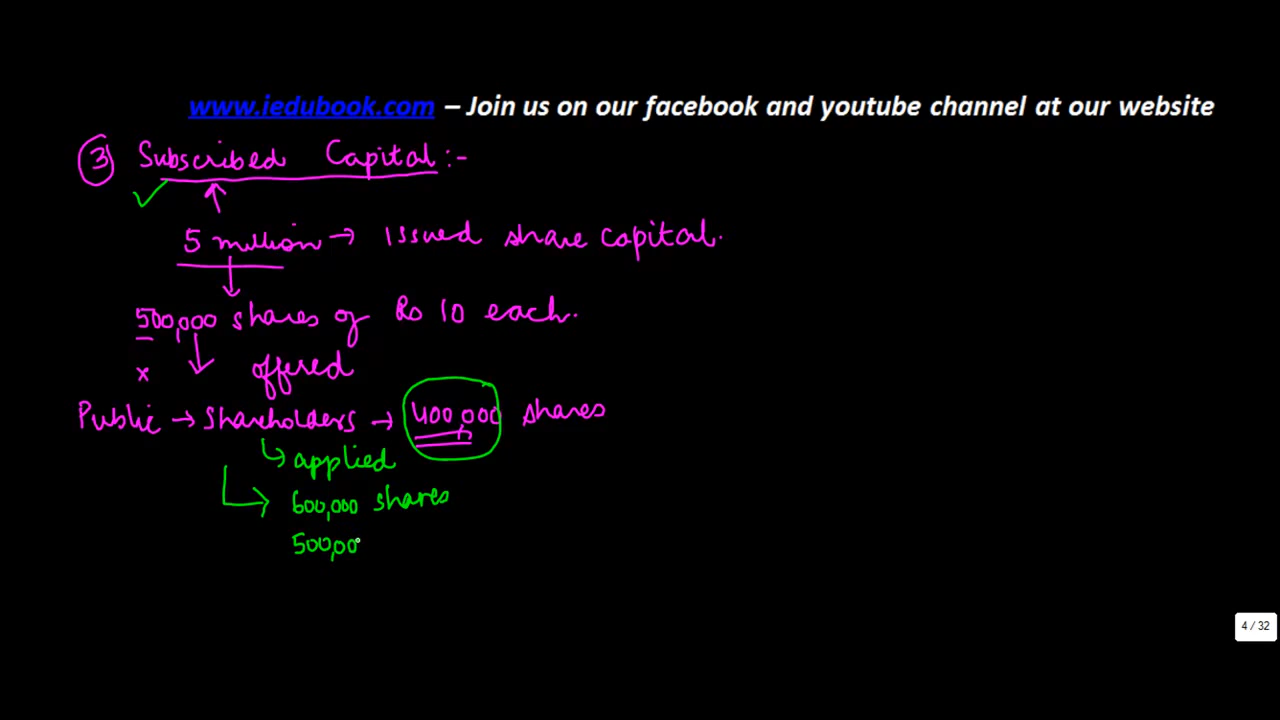 www.iedubook.com – Join us on our facebook and youtube channel at our website
3 Subscribed Capital :-
5 million → Issued share capital.
500,000 shares of Rs 10 each.
x offered
Public → Shareholders → 400,000 shares
applied
600,000 shares
500,00
4 / 32